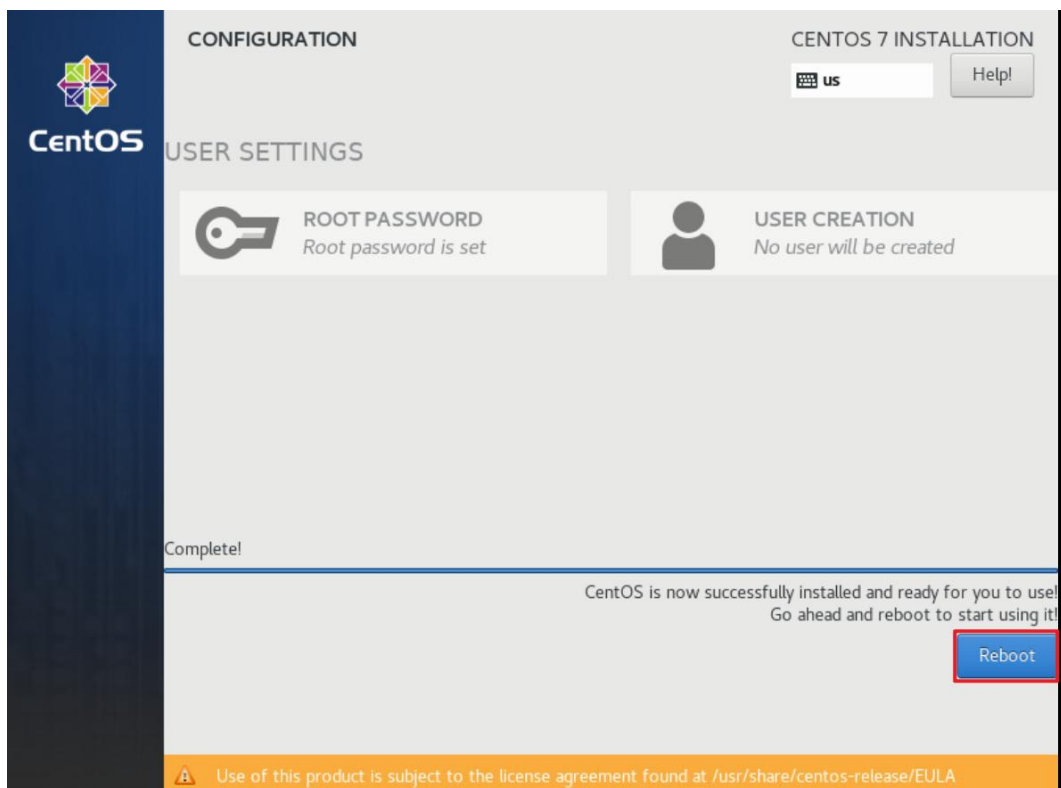 CONFIGURATION
CENTOS 7 INSTALLATION
us
Help!
CentOS
USER SETTINGS
ROOT PASSWORD
Root password is set
USER CREATION
No user will be created
Complete!
CentOS is now successfully installed and ready for you to use!
Go ahead and reboot to start using it!
Reboot
Use of this product is subject to the license agreement found at /usr/share/centos-release/EULA